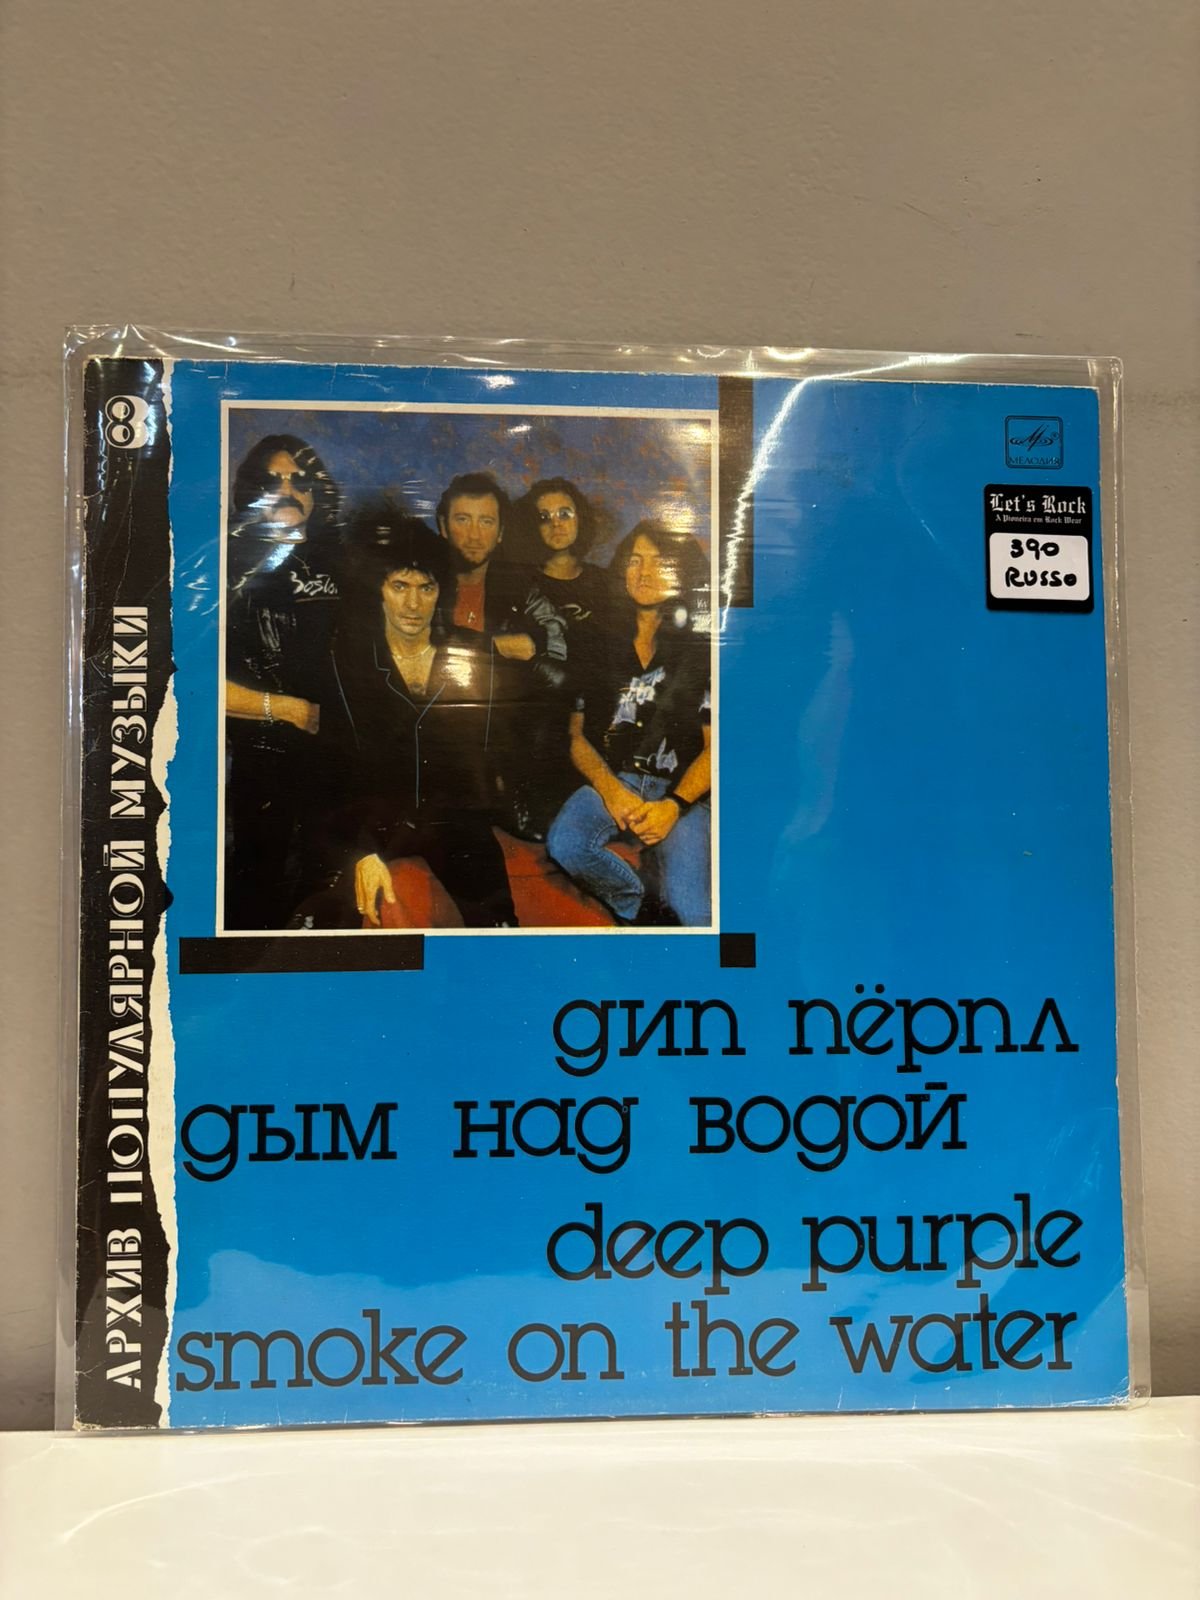 8
АРХИВ ПОПУЛЯРНОЙ МУЗЫКИ
МЕЛОДИЯ
Let's Rock
A Pioneira em Rock Wear
390
RUSSO
дип пёрпл
дым над водой
deep purple
smoke on the water